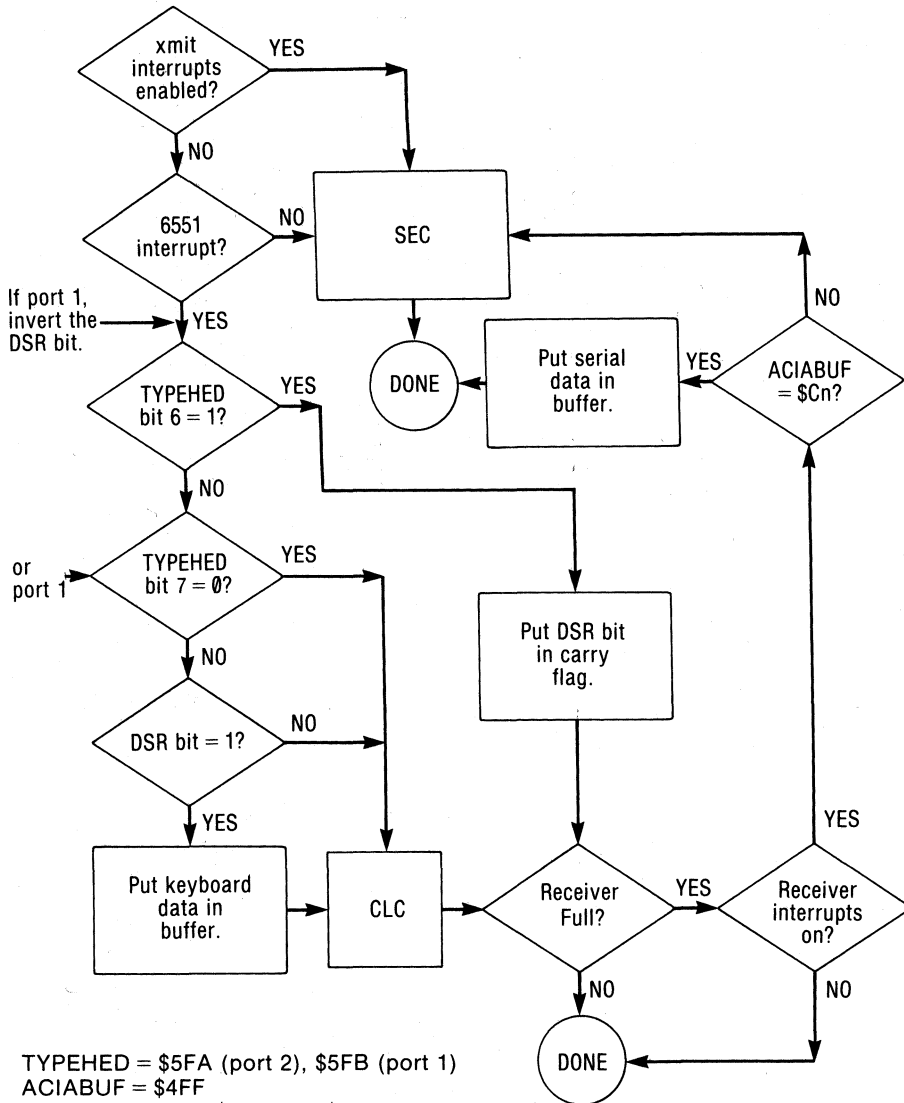 xmit
interrupts
enabled?
YES
NO
6551
interrupt?
NO
SEC
If port 1,
invert the
DSR bit.
YES
DONE
Put serial
data in
buffer.
YES
ACIABUF
= $Cn?
NO
TYPEHED
bit 6 = 1?
YES
NO
or
port 1
TYPEHED
bit 7 = 0?
YES
NO
Put DSR bit
in carry
flag.
DSR bit = 1?
NO
YES
Put keyboard
data in
buffer.
CLC
Receiver
Full?
YES
Receiver
interrupts
on?
YES
NO
NO
DONE
TYPEHED = $5FA (port 2), $5FB (port 1)
ACIABUF = $4FF